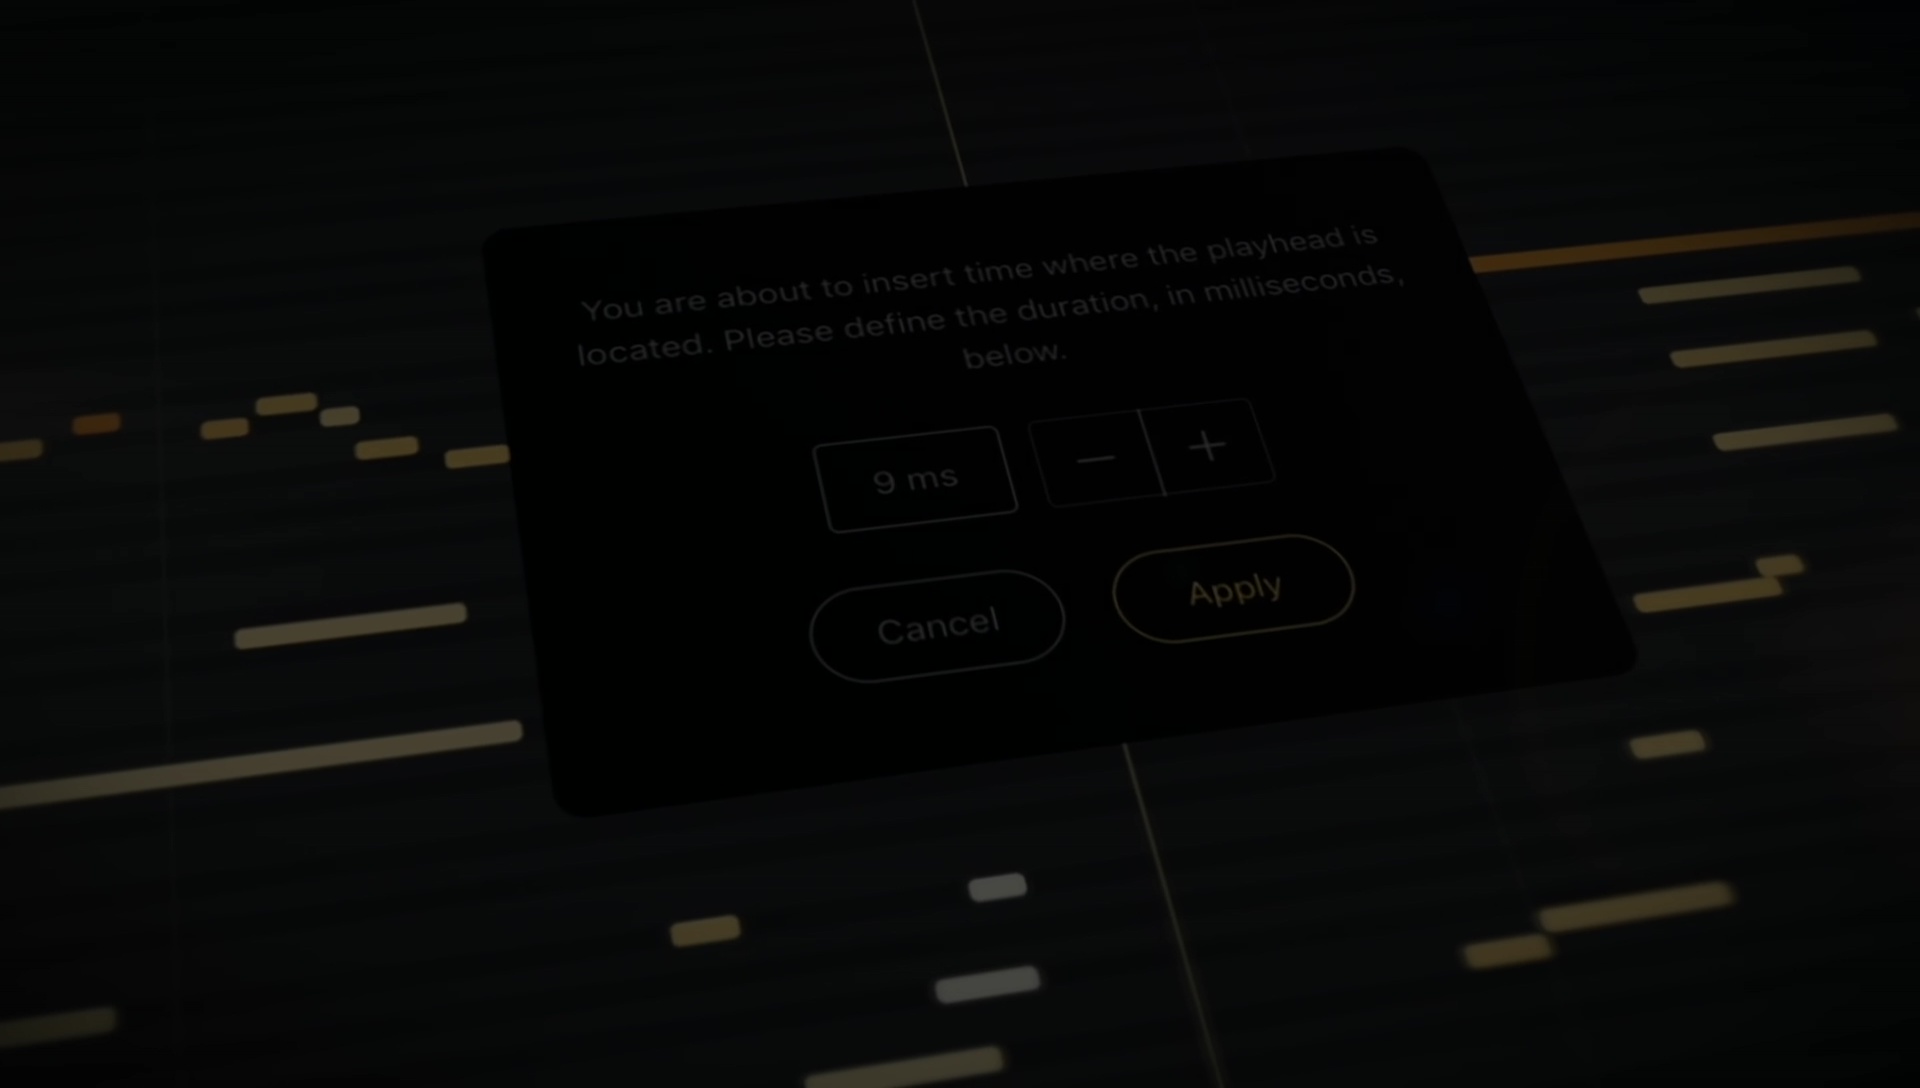 You are about to insert time where the playhead is
located. Please define the duration, in milliseconds,
below.
9 ms
Cancel
Apply